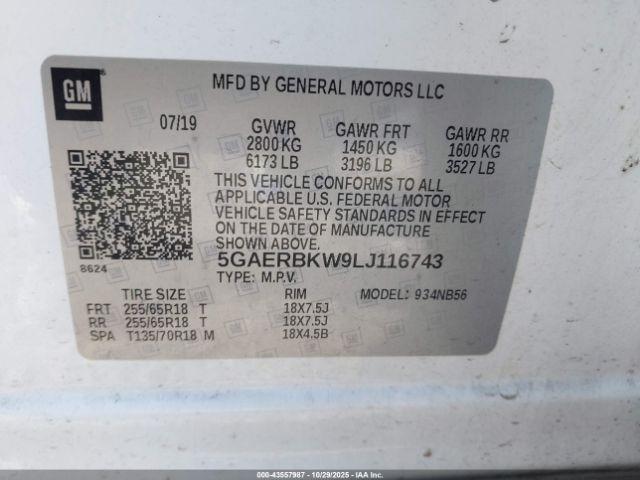 GM
MFD BY GENERAL MOTORS LLC
07/19 GVWR GAWR FRT GAWR RR
2800 KG 1450 KG 1600 KG
6173 LB 3196 LB 3527 LB
THIS VEHICLE CONFORMS TO ALL
APPLICABLE U.S. FEDERAL MOTOR
VEHICLE SAFETY STANDARDS IN EFFECT
ON THE DATE OF MANUFACTURE
SHOWN ABOVE.
8624
5GAERBKW9LJ116743
TYPE: M.P.V. MODEL: 934NB56
TIRE SIZE RIM
FRT 255/65R18 T 18X7.5J
RR 255/65R18 T 18X7.5J
SPA T135/70R18 M 18X4.5B
000-43557987 - 10/29/2025 - IAAI.COM